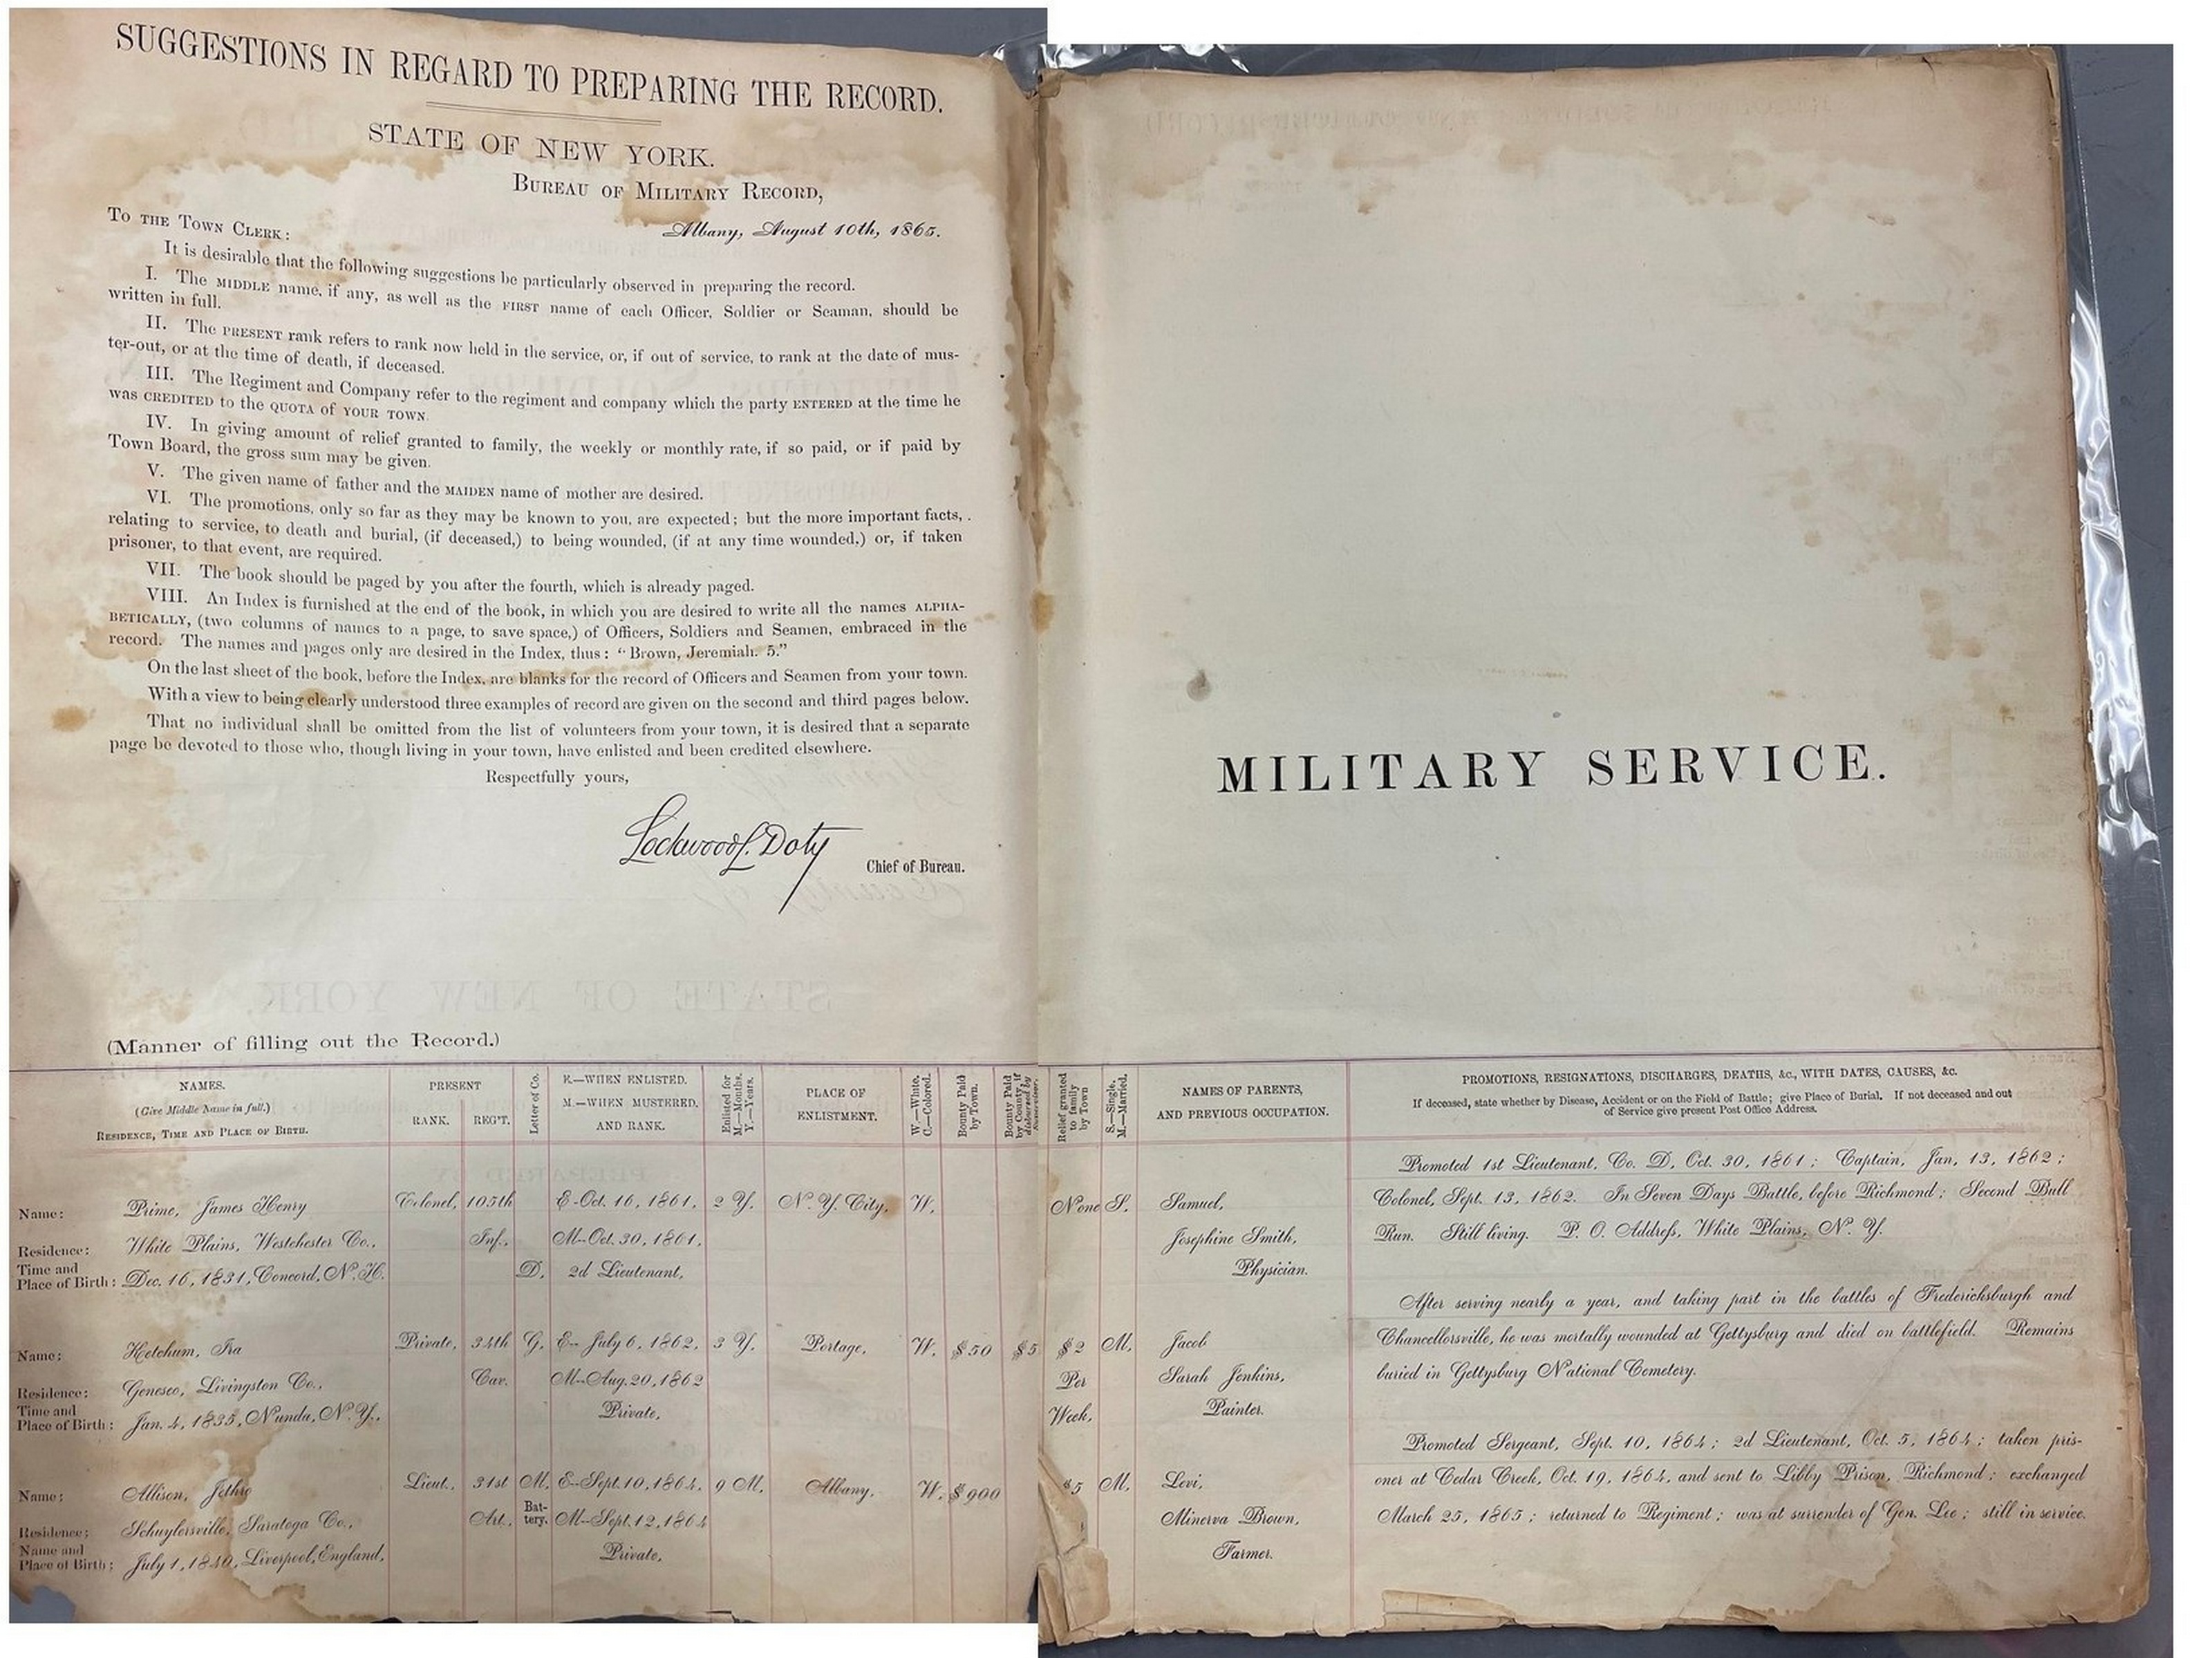 SUGGESTIONS IN REGARD TO PREPARING THE RECORD.
STATE OF NEW YORK.
BUREAU OF MILITARY RECORD,
Albany, August 10th, 1865.
TO THE TOWN CLERK:
It is desirable that the following suggestions be particularly observed in preparing the record.
I. The MIDDLE name, if any, as well as the FIRST name of each Officer, Soldier or Seaman, should be
written in full.
II. The PRESENT rank refers to rank now held in the service, or, if out of service, to rank at the date of mus-
ter-out, or at the time of death, if deceased.
III. The Regiment and Company refer to the regiment and company which the party ENTERED at the time he
was CREDITED to the QUOTA of YOUR TOWN.
IV. In giving amount of relief granted to family, the weekly or monthly rate, if so paid, or if paid by
Town Board, the gross sum may be given.
V. The given name of father and the MAIDEN name of mother are desired.
VI. The promotions, only so far as they may be known to you, are expected; but the more important facts,
relating to service, to death and burial, (if deceased,) to being wounded, (if at any time wounded,) or, if taken
prisoner, to that event, are required.
VII. The book should be paged by you after the fourth, which is already paged.
VIII. An Index is furnished at the end of the book, in which you are desired to write all the names ALPHA-
BETICALLY, (two columns of names to a page, to save space,) of Officers, Soldiers and Seamen, embraced in the
record. The names and pages only are desired in the Index, thus: “Brown, Jeremiah. 5.”
On the last sheet of the book, before the Index, are blanks for the record of Officers and Seamen from your town.
With a view to being clearly understood three examples of record are given on the second and third pages below.
That no individual shall be omitted from the list of volunteers from your town, it is desired that a separate
page be devoted to those who, though living in your town, have enlisted and been credited elsewhere.
Respectfully yours,
Lockwood L. Doty
Chief of Bureau.
MILITARY SERVICE.
(Manner of filling out the Record.)
NAMES.
(Give Middle Name in full.)
RESIDENCE, TIME AND PLACE OF BIRTH.
PRESENT
RANK.
REG'T.
Letter of Co.
E.—WHEN ENLISTED.
M.—WHEN MUSTERED.
AND RANK.
Enlisted for
M.—Months.
Y.—Years.
PLACE OF
ENLISTMENT.
W.—White.
C.—Colored.
Bounty Paid
by Town.
Bounty Paid
by County, if
disbursed by
Supervisor.
Relief granted
to family
by Town
S.—Single.
M.—Married.
NAMES OF PARENTS,
AND PREVIOUS OCCUPATION.
PROMOTIONS, RESIGNATIONS, DISCHARGES, DEATHS, &c., WITH DATES, CAUSES, &c.
If deceased, state whether by Disease, Accident or on the Field of Battle; give Place of Burial. If not deceased and out
of Service give present Post Office Address.
Name: Prime, James Henry Colonel, 105th E-Oct. 16, 1861, 2 Y. N. Y. City, W, None S. Samuel,
Residence: White Plains, Westchester Co., Inf., M-Oct. 30, 1861, Josephine Smith,
Time and
Place of Birth: Dec. 16, 1831, Concord, N. H. D, 2d Lieutenant, Physician.
Promoted 1st Lieutenant, Co. D, Oct. 30, 1861; Captain, Jan. 13, 1862;
Colonel, Sept. 13, 1862. In Seven Days Battle, before Richmond; Second Bull
Run. Still living. P. O. Address, White Plains, N. Y.
Name: Ketchum, Ira Private, 34th G, E- July 6, 1862, 3 Y. Portage, W. $50 $5 $2 M. Jacob
Residence: Geneseo, Livingston Co., Cav. M-Aug. 20, 1862 Per Sarah Jenkins,
Time and
Place of Birth: Jan. 4, 1835, Nunda, N. Y., Private, Week, Painter.
After serving nearly a year, and taking part in the battles of Fredericksburgh and
Chancellorsville, he was mortally wounded at Gettysburg and died on battlefield. Remains
buried in Gettysburg National Cemetery.
Name: Allison, Jethro Lieut., 31st M, E-Sept. 10, 1864, 9 M. Albany, W. $900 $5 M. Levi,
Residence: Schuylersville, Saratoga Co., Art., Bat-
tery. M-Sept. 12, 1864 Minerva Brown,
Name and
Place of Birth: July 1, 1840, Liverpool, England, Private, Farmer.
Promoted Sergeant, Sept. 10, 1864; 2d Lieutenant, Oct. 5, 1864; taken pris-
oner at Cedar Creek, Oct. 19, 1864, and sent to Libby Prison, Richmond; exchanged
March 25, 1865; returned to Regiment; was at surrender of Gen. Lee; still in service.